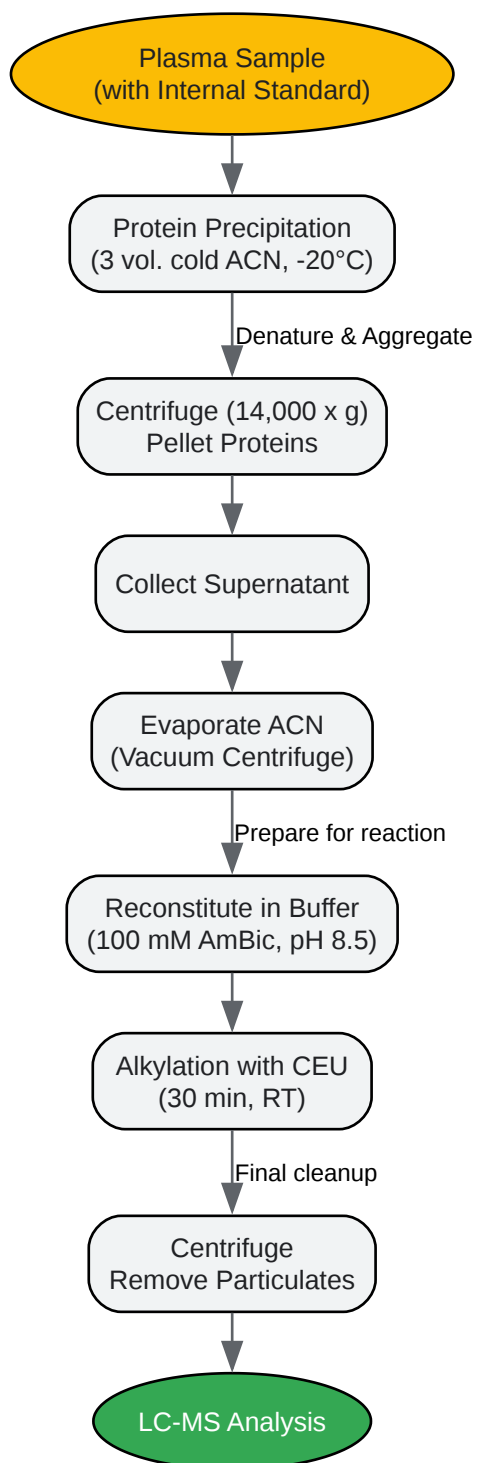 Plasma Sample
(with Internal Standard)
Protein Precipitation
(3 vol. cold ACN, -20°C)
Denature & Aggregate
Centrifuge (14,000 x g)
Pellet Proteins
Collect Supernatant
Evaporate ACN
(Vacuum Centrifuge)
Prepare for reaction
Reconstitute in Buffer
(100 mM AmBic, pH 8.5)
Alkylation with CEU
(30 min, RT)
Final cleanup
Centrifuge
Remove Particulates
LC-MS Analysis